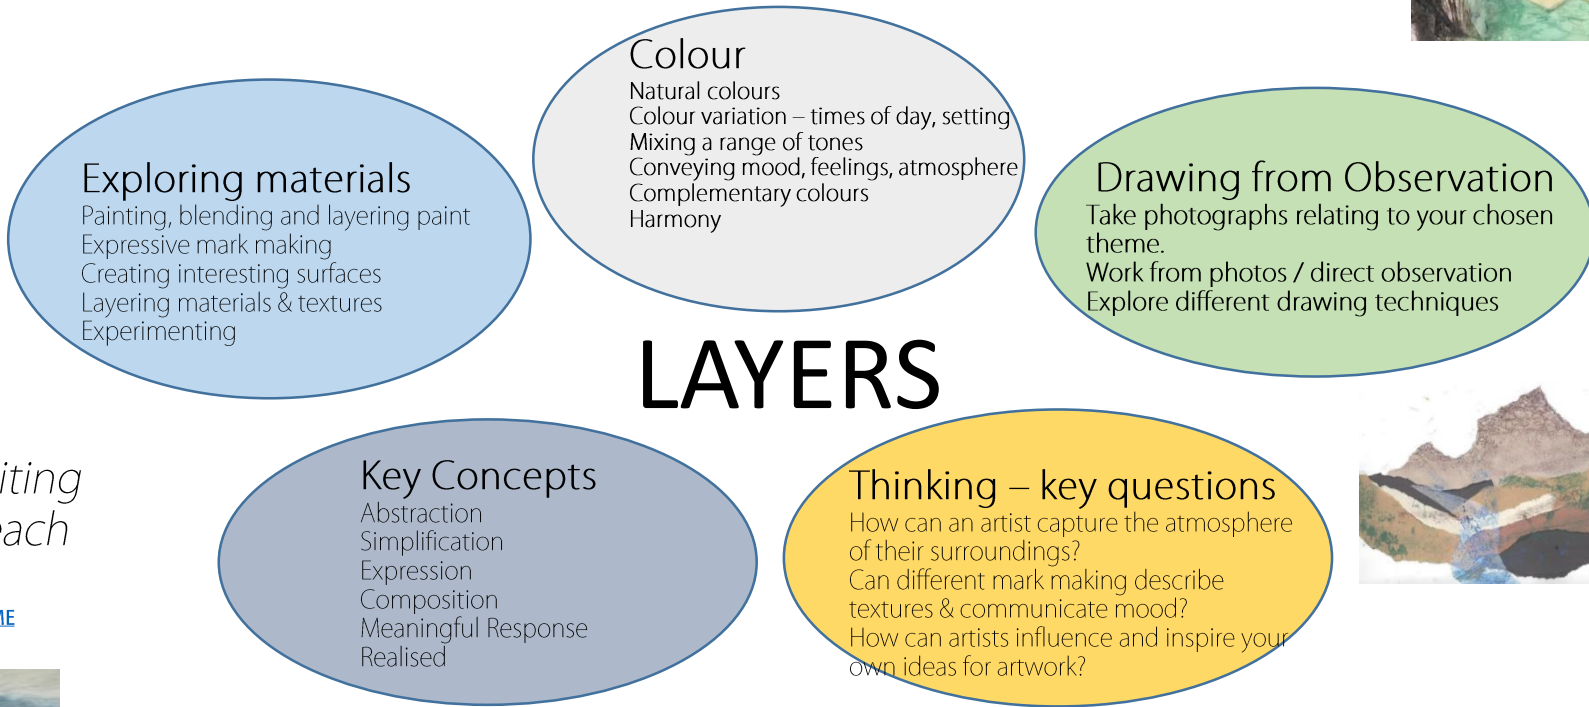 Colour
Natural colours
Colour variation – times of day, setting
Mixing a range of tones
Conveying mood, feelings, atmosphere
Complementary colours
Harmony
Exploring materials
Painting, blending and layering paint
Expressive mark making
Creating interesting surfaces
Layering materials & textures
Experimenting
Drawing from Observation
Take photographs relating to your chosen
theme.
Work from photos / direct observation
Explore different drawing techniques
LAYERS
Key Concepts
Abstraction
Simplification
Expression
Composition
Meaningful Response
Realised
Thinking – key questions
How can an artist capture the atmosphere
of their surroundings?
Can different mark making describe
textures & communicate mood?
How can artists influence and inspire your
own ideas for artwork?